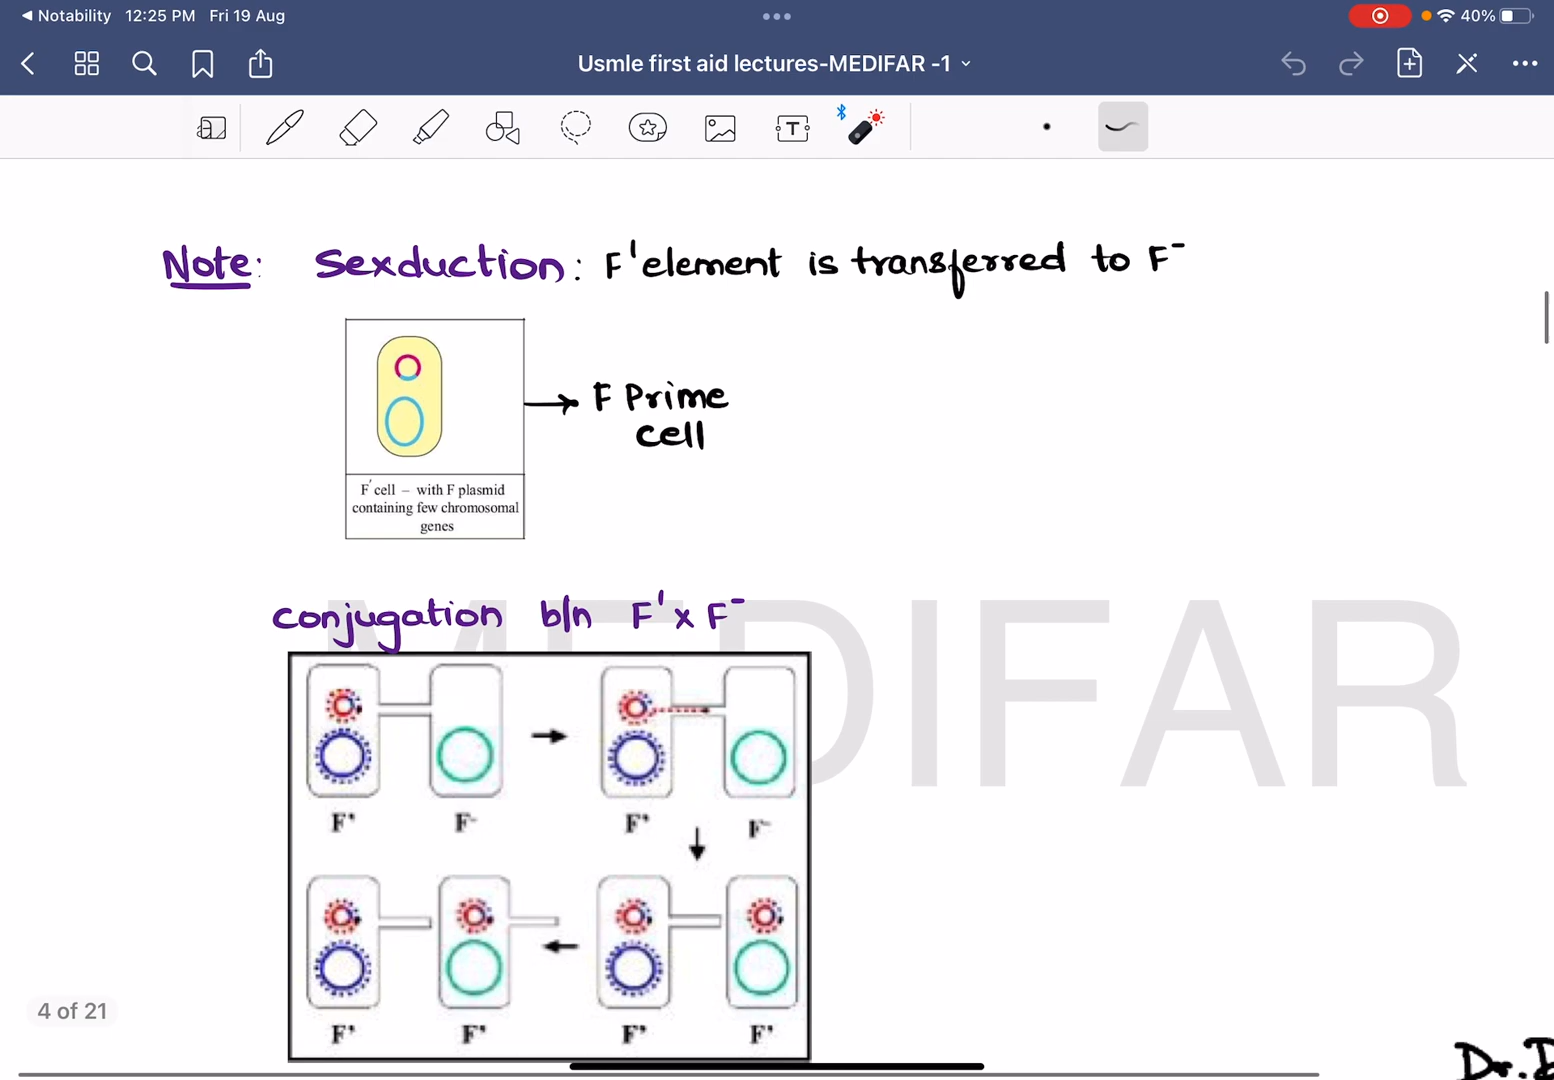 Notability 12:25 PM Fri 19 Aug
40%
Usmle first aid lectures-MEDIFAR -1
T
Note: Sexduction: F' element is transferred to F⁻
F Prime
cell
F' cell – with F plasmid
containing few chromosomal
genes
conjugation b/n F' x F⁻
MEDIFAR
F' F⁻ F' F⁻
F' F' F' F'
4 of 21
Dr.